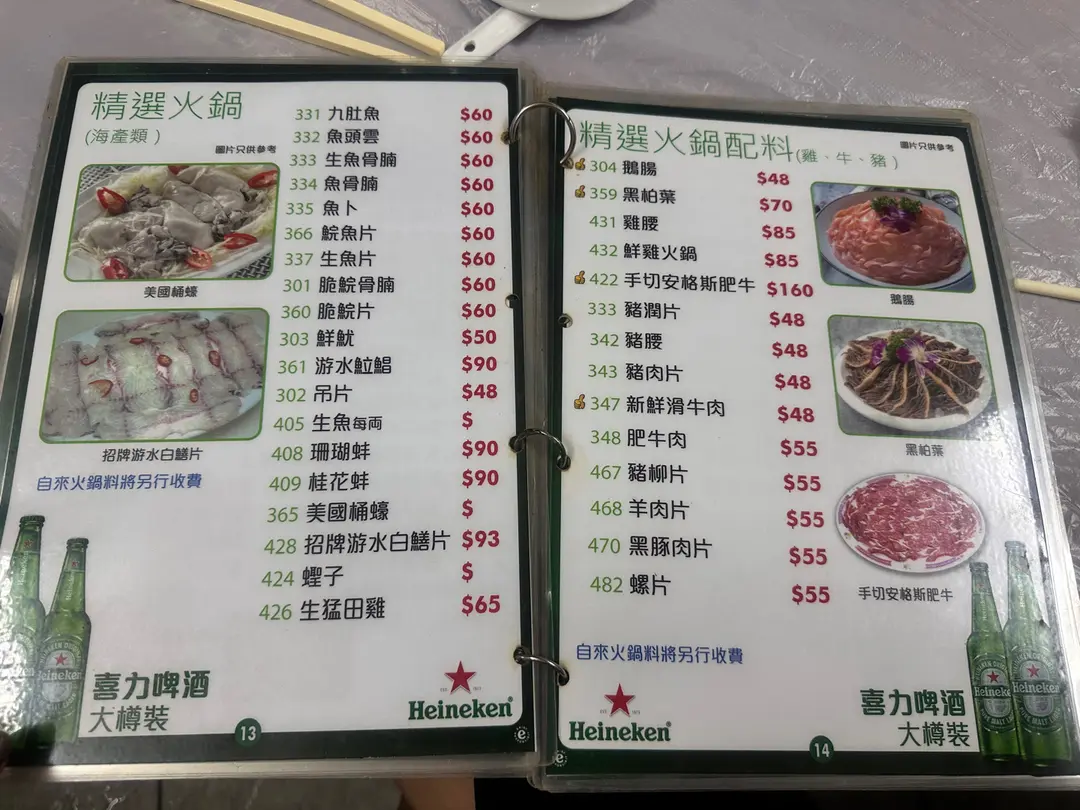 精選火鍋
(海產類)
圖片只供參考
美國桶蠔
招牌游水白鱔片
自來火鍋料將另行收費
331 九肚魚 $60
332 魚頭雲 $60
333 生魚骨腩 $60
334 魚骨腩 $60
335 魚卜 $60
366 鯇魚片 $60
337 生魚片 $60
301 脆鯇骨腩 $60
360 脆鯇片 $60
303 鮮魷 $50
361 游水䱽鯧 $90
302 吊片 $48
405 生魚每両 $
408 珊瑚蚌 $90
409 桂花蚌 $90
365 美國桶蠔 $
428 招牌游水白鱔片 $93
424 蟶子 $
426 生猛田雞 $65
喜力啤酒
大樽裝
Heineken
13
精選火鍋配料(雞、牛、豬)
圖片只供參考
304 鵝腸 $48
359 黑柏葉 $70
431 雞腰 $85
432 鮮雞火鍋 $85
422 手切安格斯肥牛 $160
333 豬潤片 $48
342 豬腰 $48
343 豬肉片 $48
347 新鮮滑牛肉 $48
348 肥牛肉 $55
467 豬柳片 $55
468 羊肉片 $55
470 黑豚肉片 $55
482 螺片 $55
鵝腸
黑柏葉
手切安格斯肥牛
自來火鍋料將另行收費
Heineken
喜力啤酒
大樽裝
14